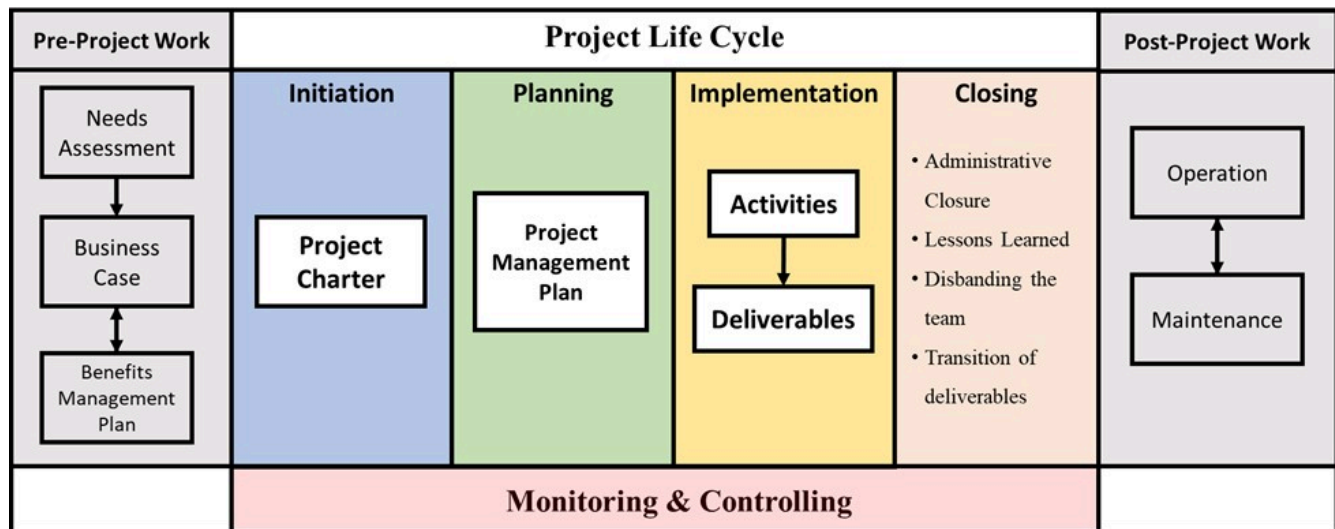 Pre-Project Work
Project Life Cycle
Post-Project Work
Needs
Assessment
Business
Case
Benefits
Management
Plan
Initiation
Project
Charter
Planning
Project
Management
Plan
Implementation
Activities
Deliverables
Closing
• Administrative
Closure
• Lessons Learned
• Disbanding the
team
• Transition of
deliverables
Operation
Maintenance
Monitoring & Controlling